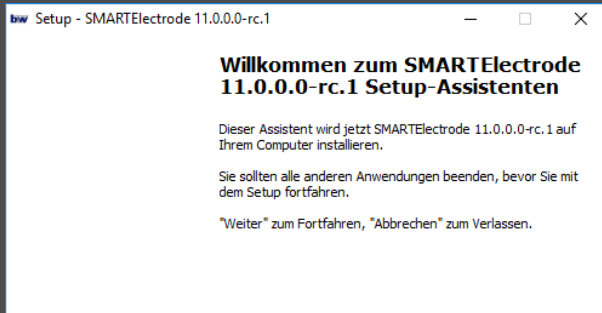 bw Setup - SMARTElectrode 11.0.0.0-rc.1
Willkommen zum SMARTElectrode
11.0.0.0-rc.1 Setup-Assistenten
Dieser Assistent wird jetzt SMARTElectrode 11.0.0.0-rc.1 auf
Ihrem Computer installieren.
Sie sollten alle anderen Anwendungen beenden, bevor Sie mit
dem Setup fortfahren.
"Weiter" zum Fortfahren, "Abbrechen" zum Verlassen.